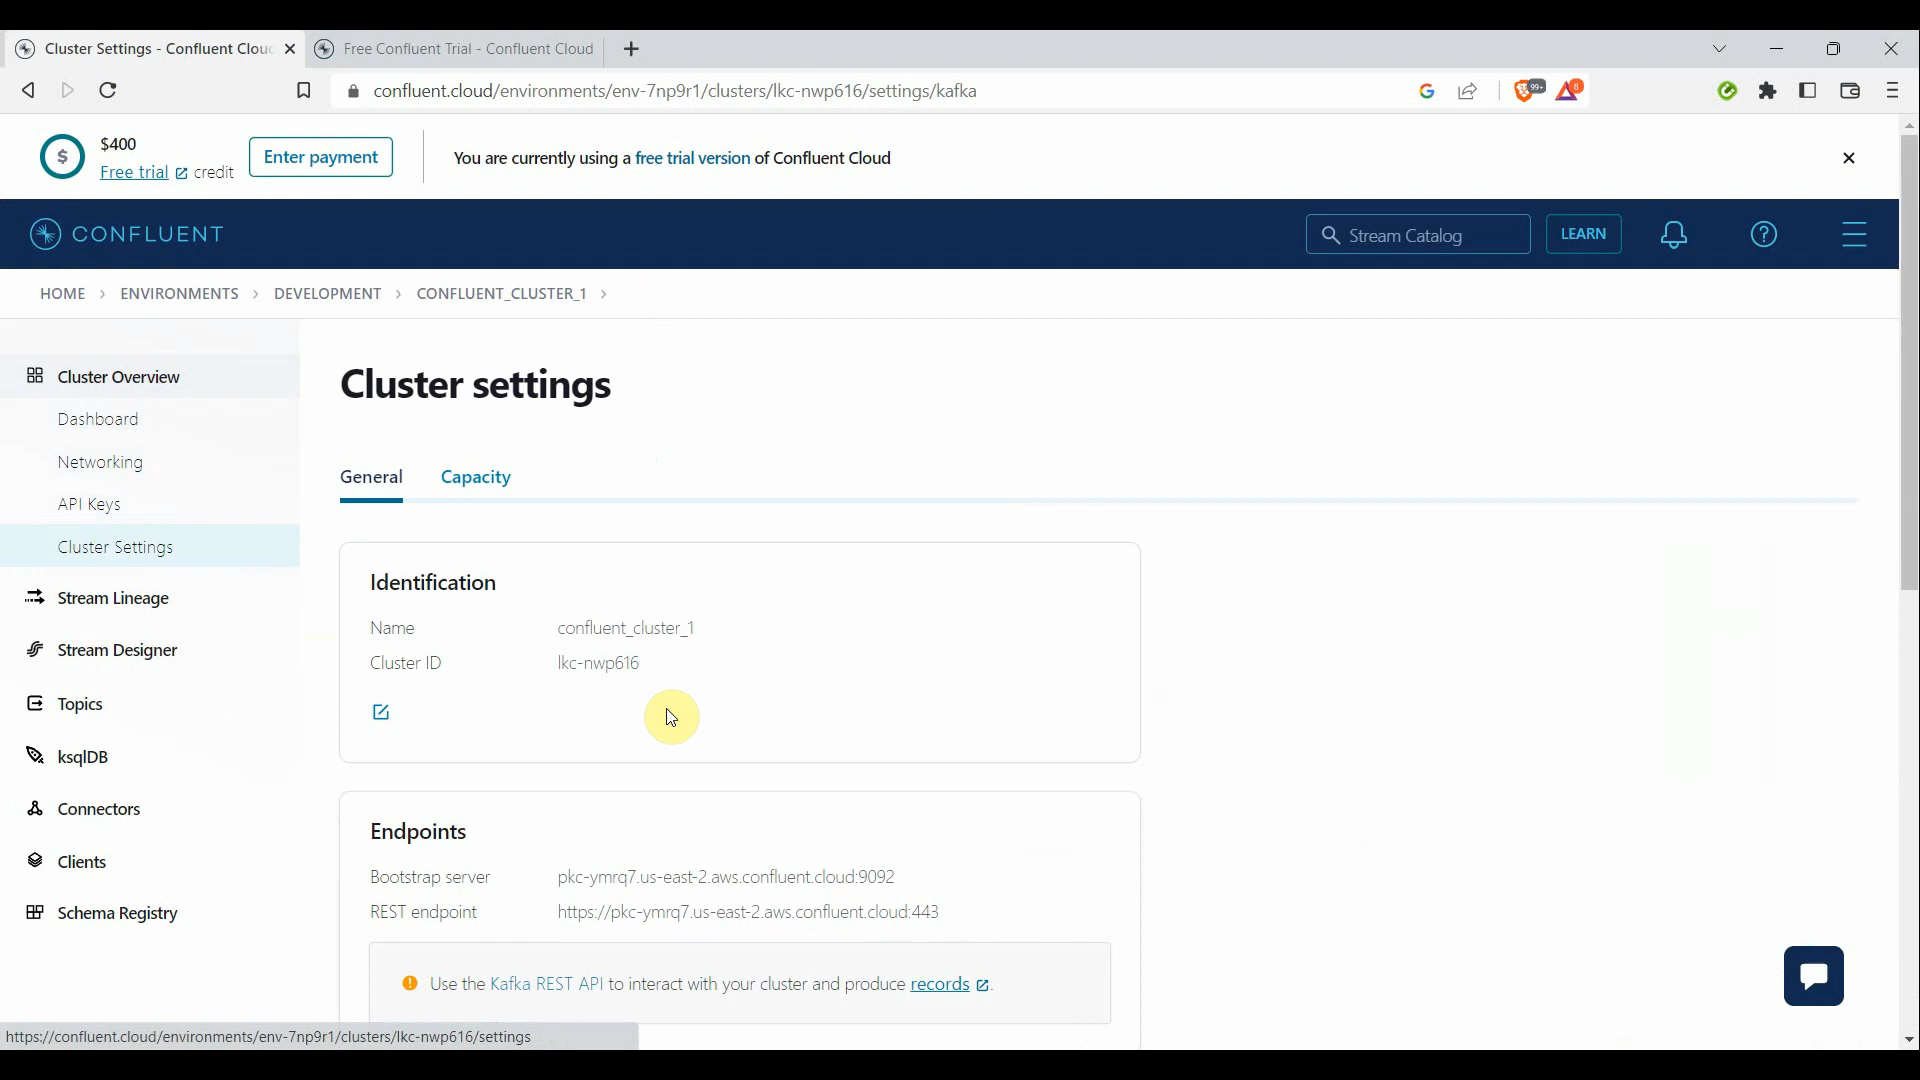 Cluster Settings - Confluent Clou
Free Confluent Trial - Confluent Cloud
confluent.cloud/environments/env-7np9r1/clusters/lkc-nwp616/settings/kafka
99+
8
$
$400
Free trial credit
Enter payment
You are currently using a free trial version of Confluent Cloud
CONFLUENT
Stream Catalog
LEARN
?
HOME > ENVIRONMENTS > DEVELOPMENT > CONFLUENT_CLUSTER_1 >
Cluster Overview
Dashboard
Networking
API Keys
Cluster Settings
Stream Lineage
Stream Designer
Topics
ksqlDB
Connectors
Clients
Schema Registry
Cluster settings
General
Capacity
Identification
Name confluent_cluster_1
Cluster ID lkc-nwp616
Endpoints
Bootstrap server pkc-ymrq7.us-east-2.aws.confluent.cloud:9092
REST endpoint https://pkc-ymrq7.us-east-2.aws.confluent.cloud:443
Use the Kafka REST API to interact with your cluster and produce records.
https://confluent.cloud/environments/env-7np9r1/clusters/lkc-nwp616/settings